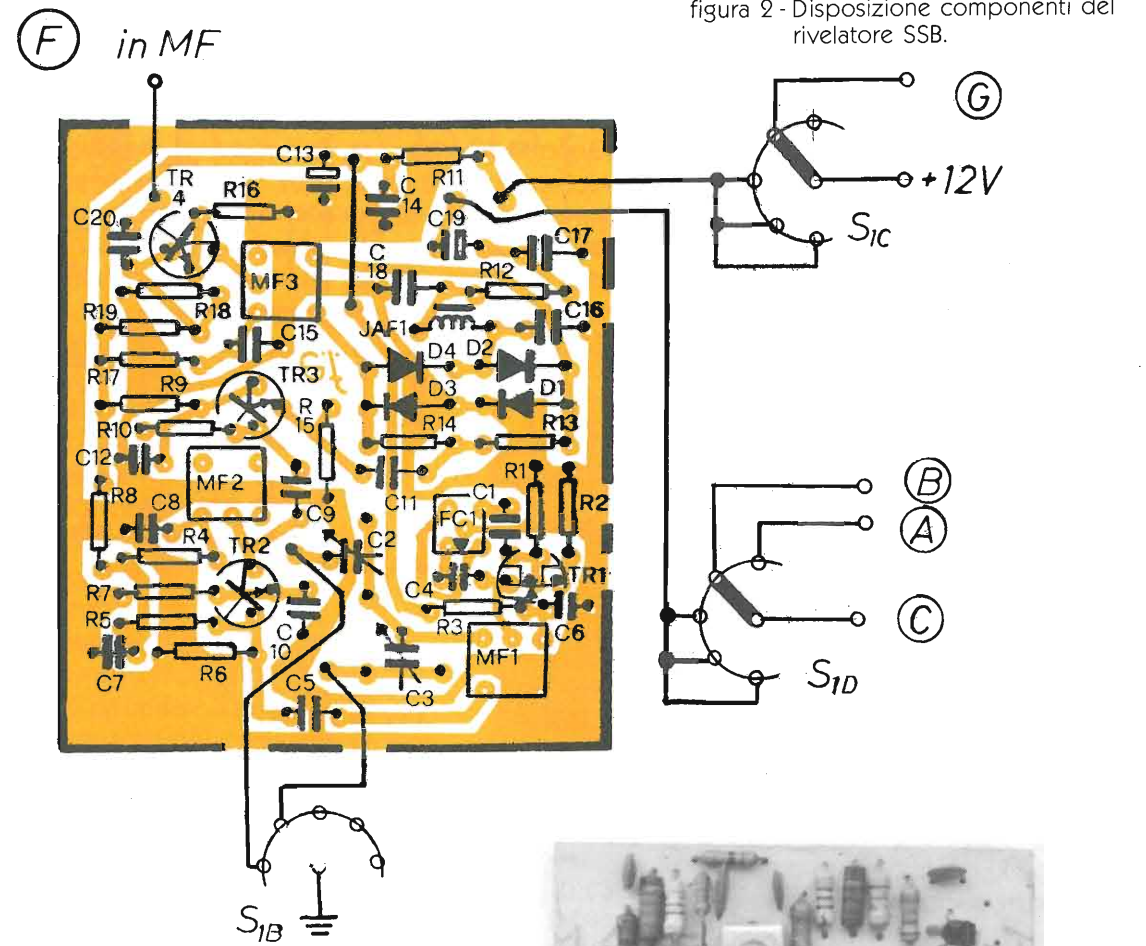 figura 2 - Disposizione componenti del
rivelatore SSB.
F in MF
G
+12V
S1C
C13
R11
TR
4
R16
C
14
C20
C19
C17
MF3
C
18
R12
R19
R18
C15
JAF1
C16
D4 D2
R17
R9
TR3
D3
D1
R10
R
15
R14
R13
C12
MF2
R1
R8
C8
C9
C11
C1
R2
FC1
R4
TR2
C2
TR1
R7
C4
R5
C
10
R3
C6
R6
MF1
C7
C5
C3
B
A
C
S1D
S1B